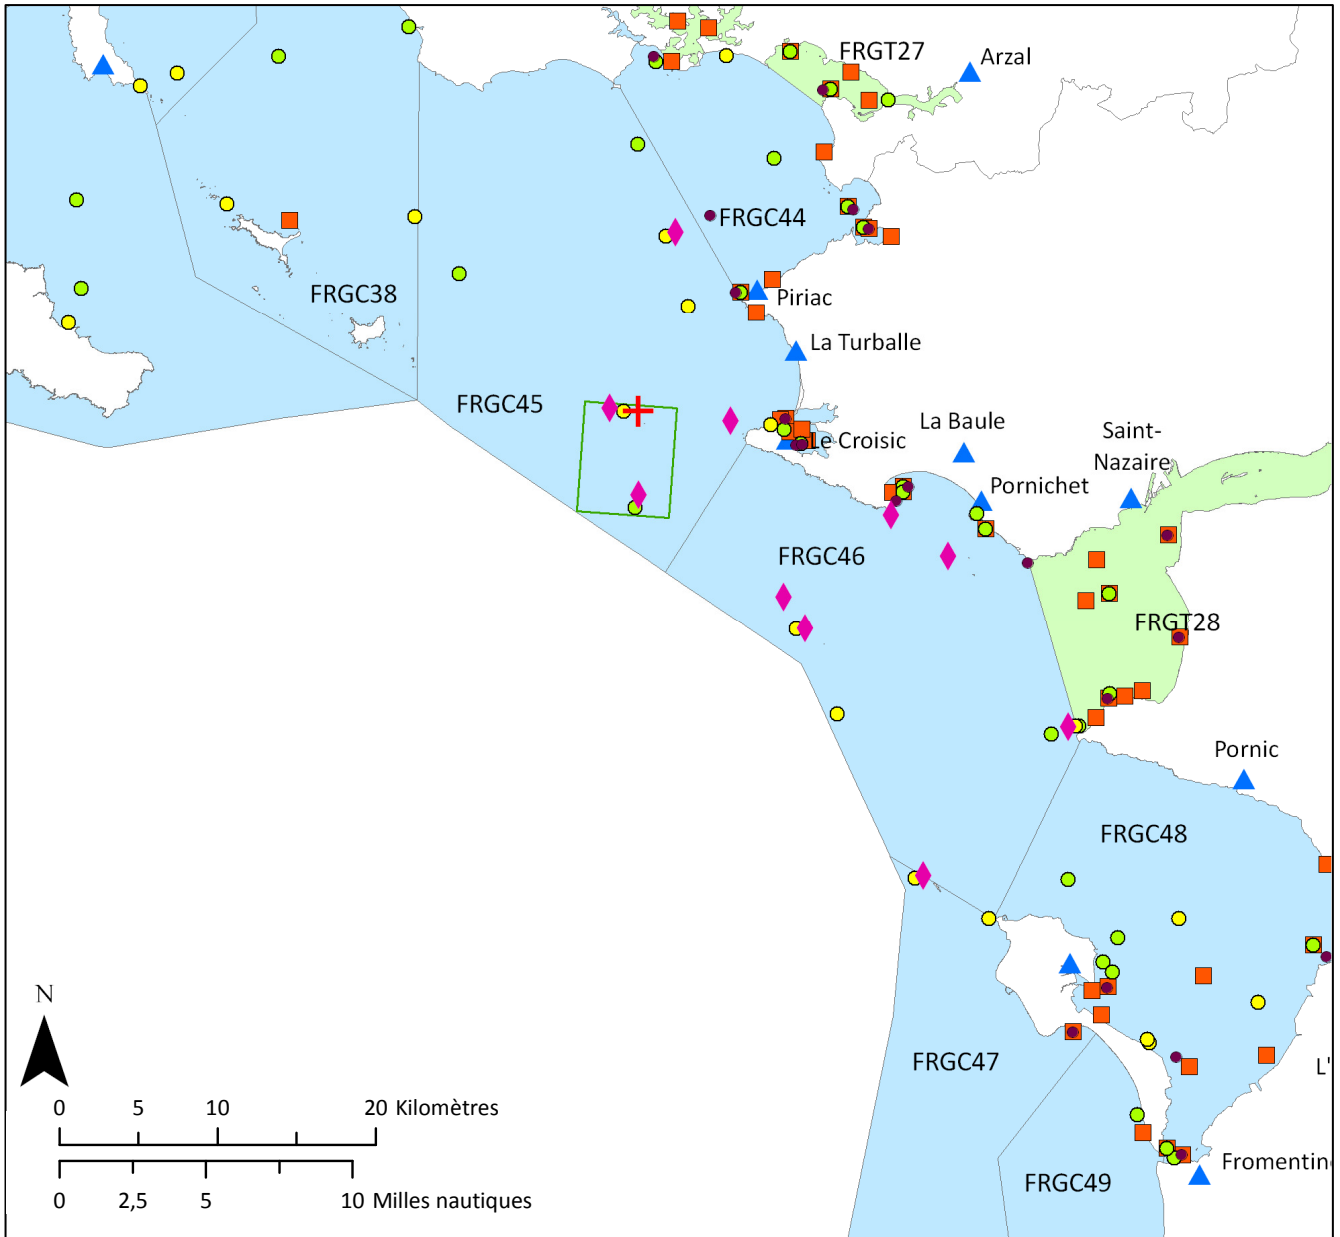 FRGT27
Arzal
FRGC44
FRGC38
Piriac
La Turballe
FRGC45
La Baule
Saint-
Nazaire
Le Croisic
Pornichet
FRGC46
FRGT28
Pornic
FRGC48
N
FRGC47
L'
0 5 10 20 Kilomètres
FRGC49
Fromentin
0 2,5 5 10 Milles nautiques